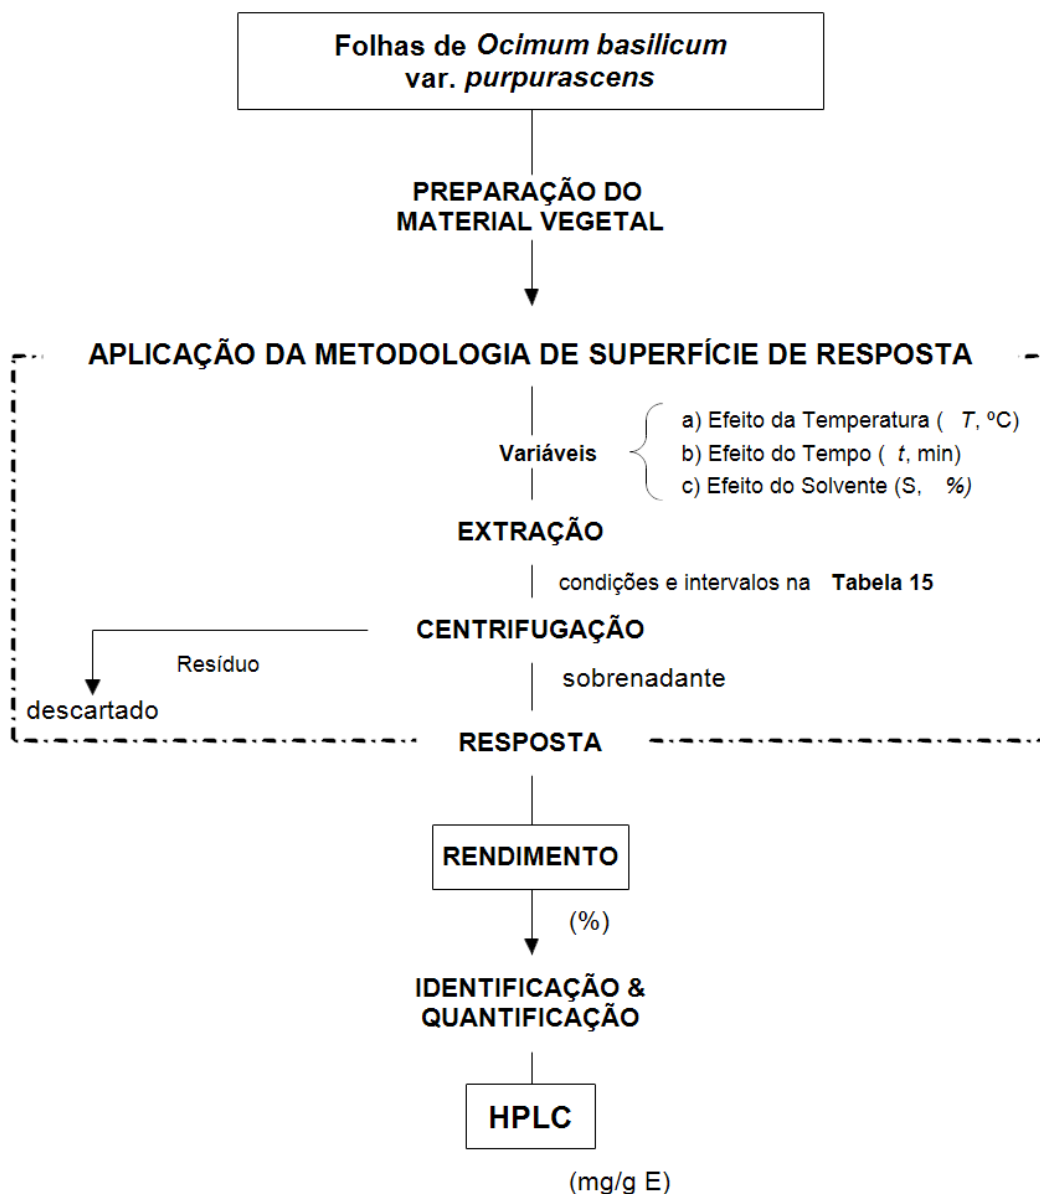 Folhas de Ocimum basilicum
var. purpurascens
PREPARAÇÃO DO
MATERIAL VEGETAL
APLICAÇÃO DA METODOLOGIA DE SUPERFÍCIE DE RESPOSTA
Variáveis
a) Efeito da Temperatura ( T, ºC)
b) Efeito do Tempo ( t, min)
c) Efeito do Solvente (S, %)
EXTRAÇÃO
condições e intervalos na Tabela 15
CENTRIFUGAÇÃO
Resíduo
sobrenadante
descartado
RESPOSTA
RENDIMENTO
(%)
IDENTIFICAÇÃO &
QUANTIFICAÇÃO
HPLC
(mg/g E)